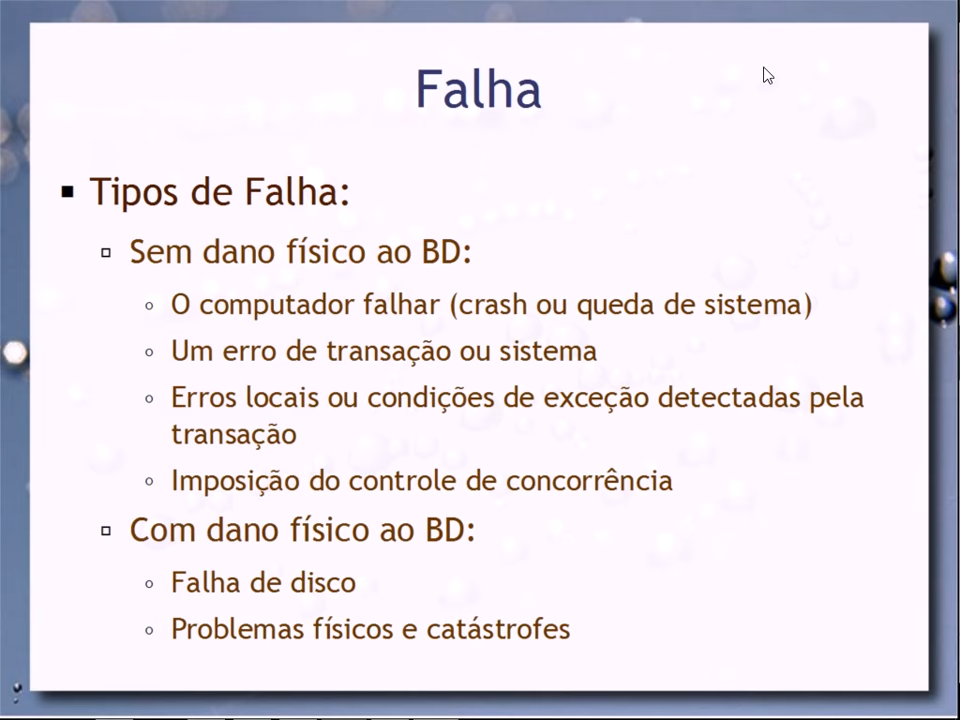 Falha
Tipos de Falha:
Sem dano físico ao BD:
O computador falhar (crash ou queda de sistema)
Um erro de transação ou sistema
Erros locais ou condições de exceção detectadas pela
transação
Imposição do controle de concorrência
Com dano físico ao BD:
Falha de disco
Problemas físicos e catástrofes